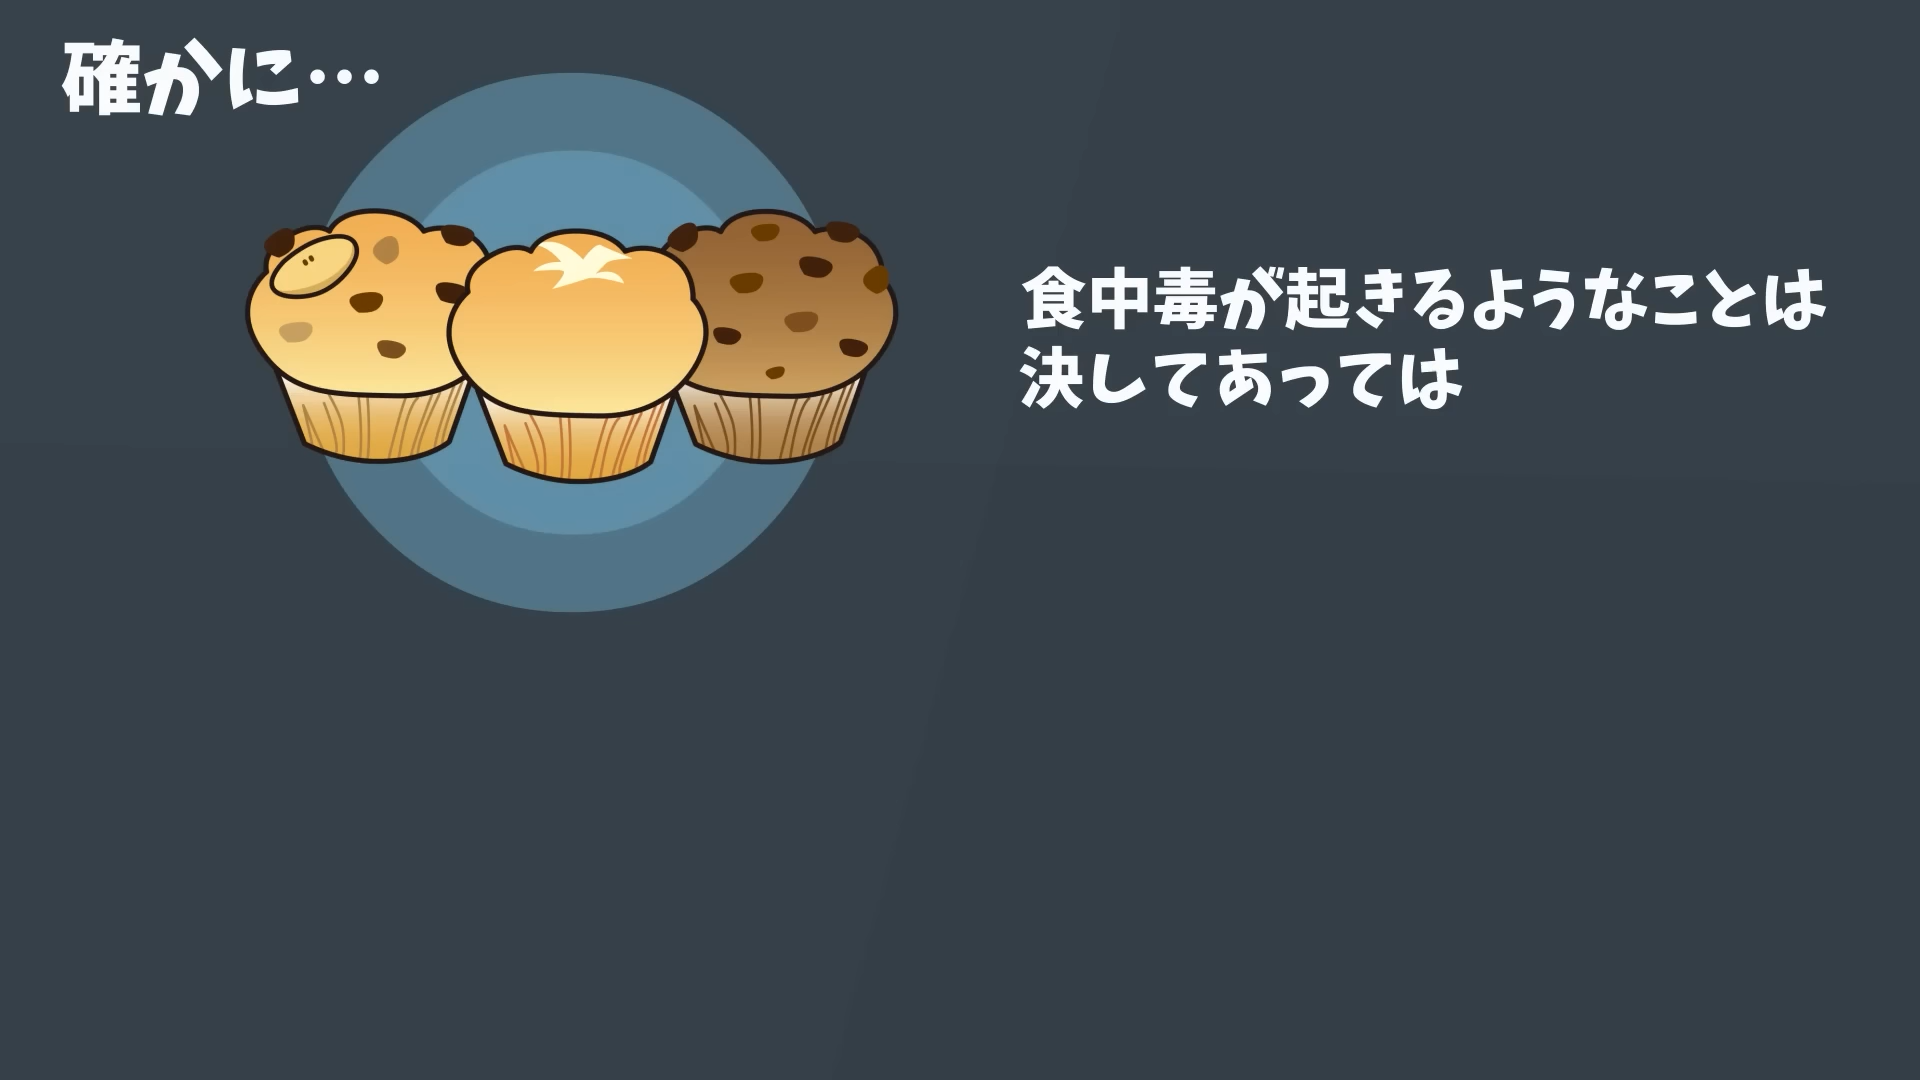 確かに…
食中毒が起きるようなことは
決してあっては